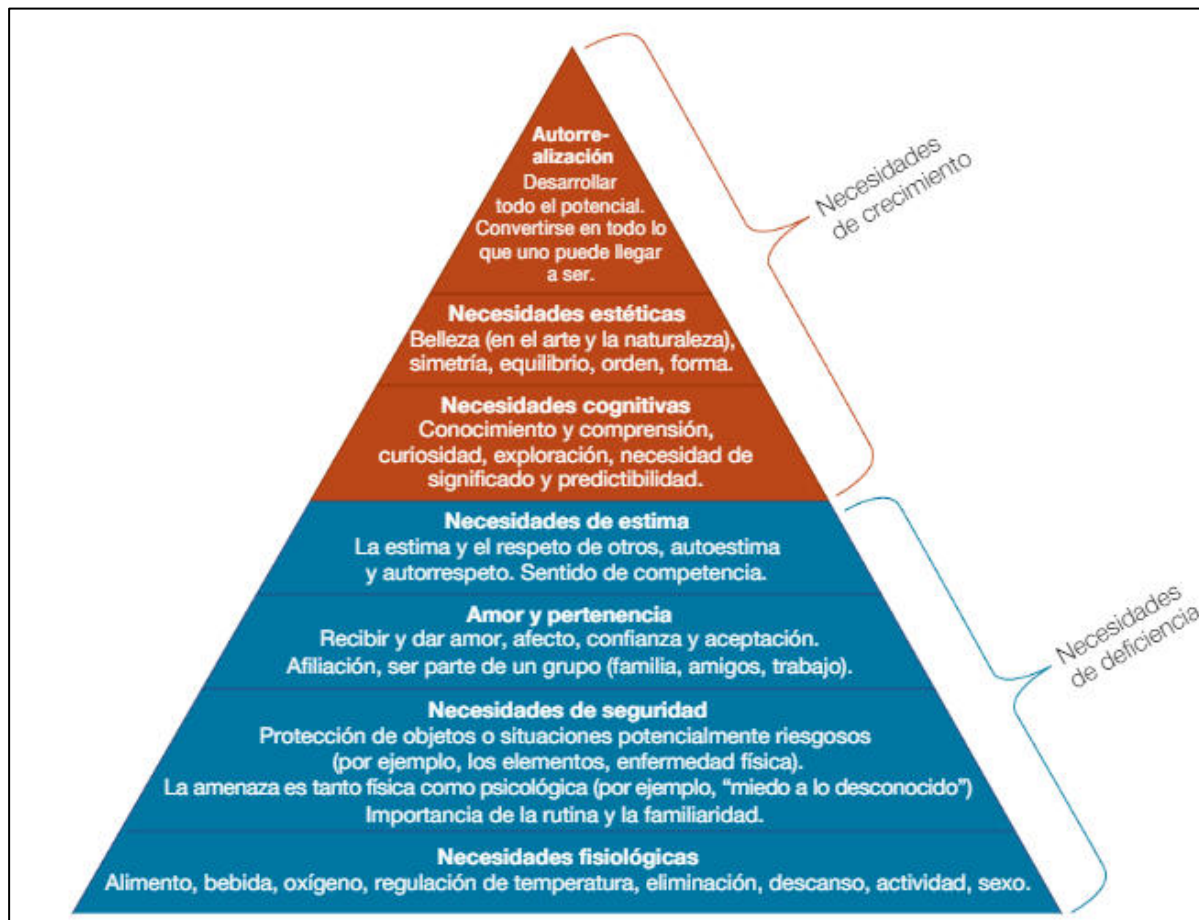 Autorre-
alización
Desarrollar
todo el potencial.
Convertirse en todo lo
que uno puede llegar
a ser.
Necesidades estéticas
Belleza (en el arte y la naturaleza),
simetría, equilibrio, orden, forma.
Necesidades cognitivas
Conocimiento y comprensión,
curiosidad, exploración, necesidad de
significado y predictibilidad.
Necesidades
de crecimiento
Necesidades de estima
La estima y el respeto de otros, autoestima
y autorrespeto. Sentido de competencia.
Amor y pertenencia
Recibir y dar amor, afecto, confianza y aceptación.
Afiliación, ser parte de un grupo (familia, amigos, trabajo).
Necesidades de seguridad
Protección de objetos o situaciones potencialmente riesgosos
(por ejemplo, los elementos, enfermedad física).
La amenaza es tanto física como psicológica (por ejemplo, “miedo a lo desconocido”)
Importancia de la rutina y la familiaridad.
Necesidades fisiológicas
Alimento, bebida, oxígeno, regulación de temperatura, eliminación, descanso, actividad, sexo.
Necesidades
de deficiencia